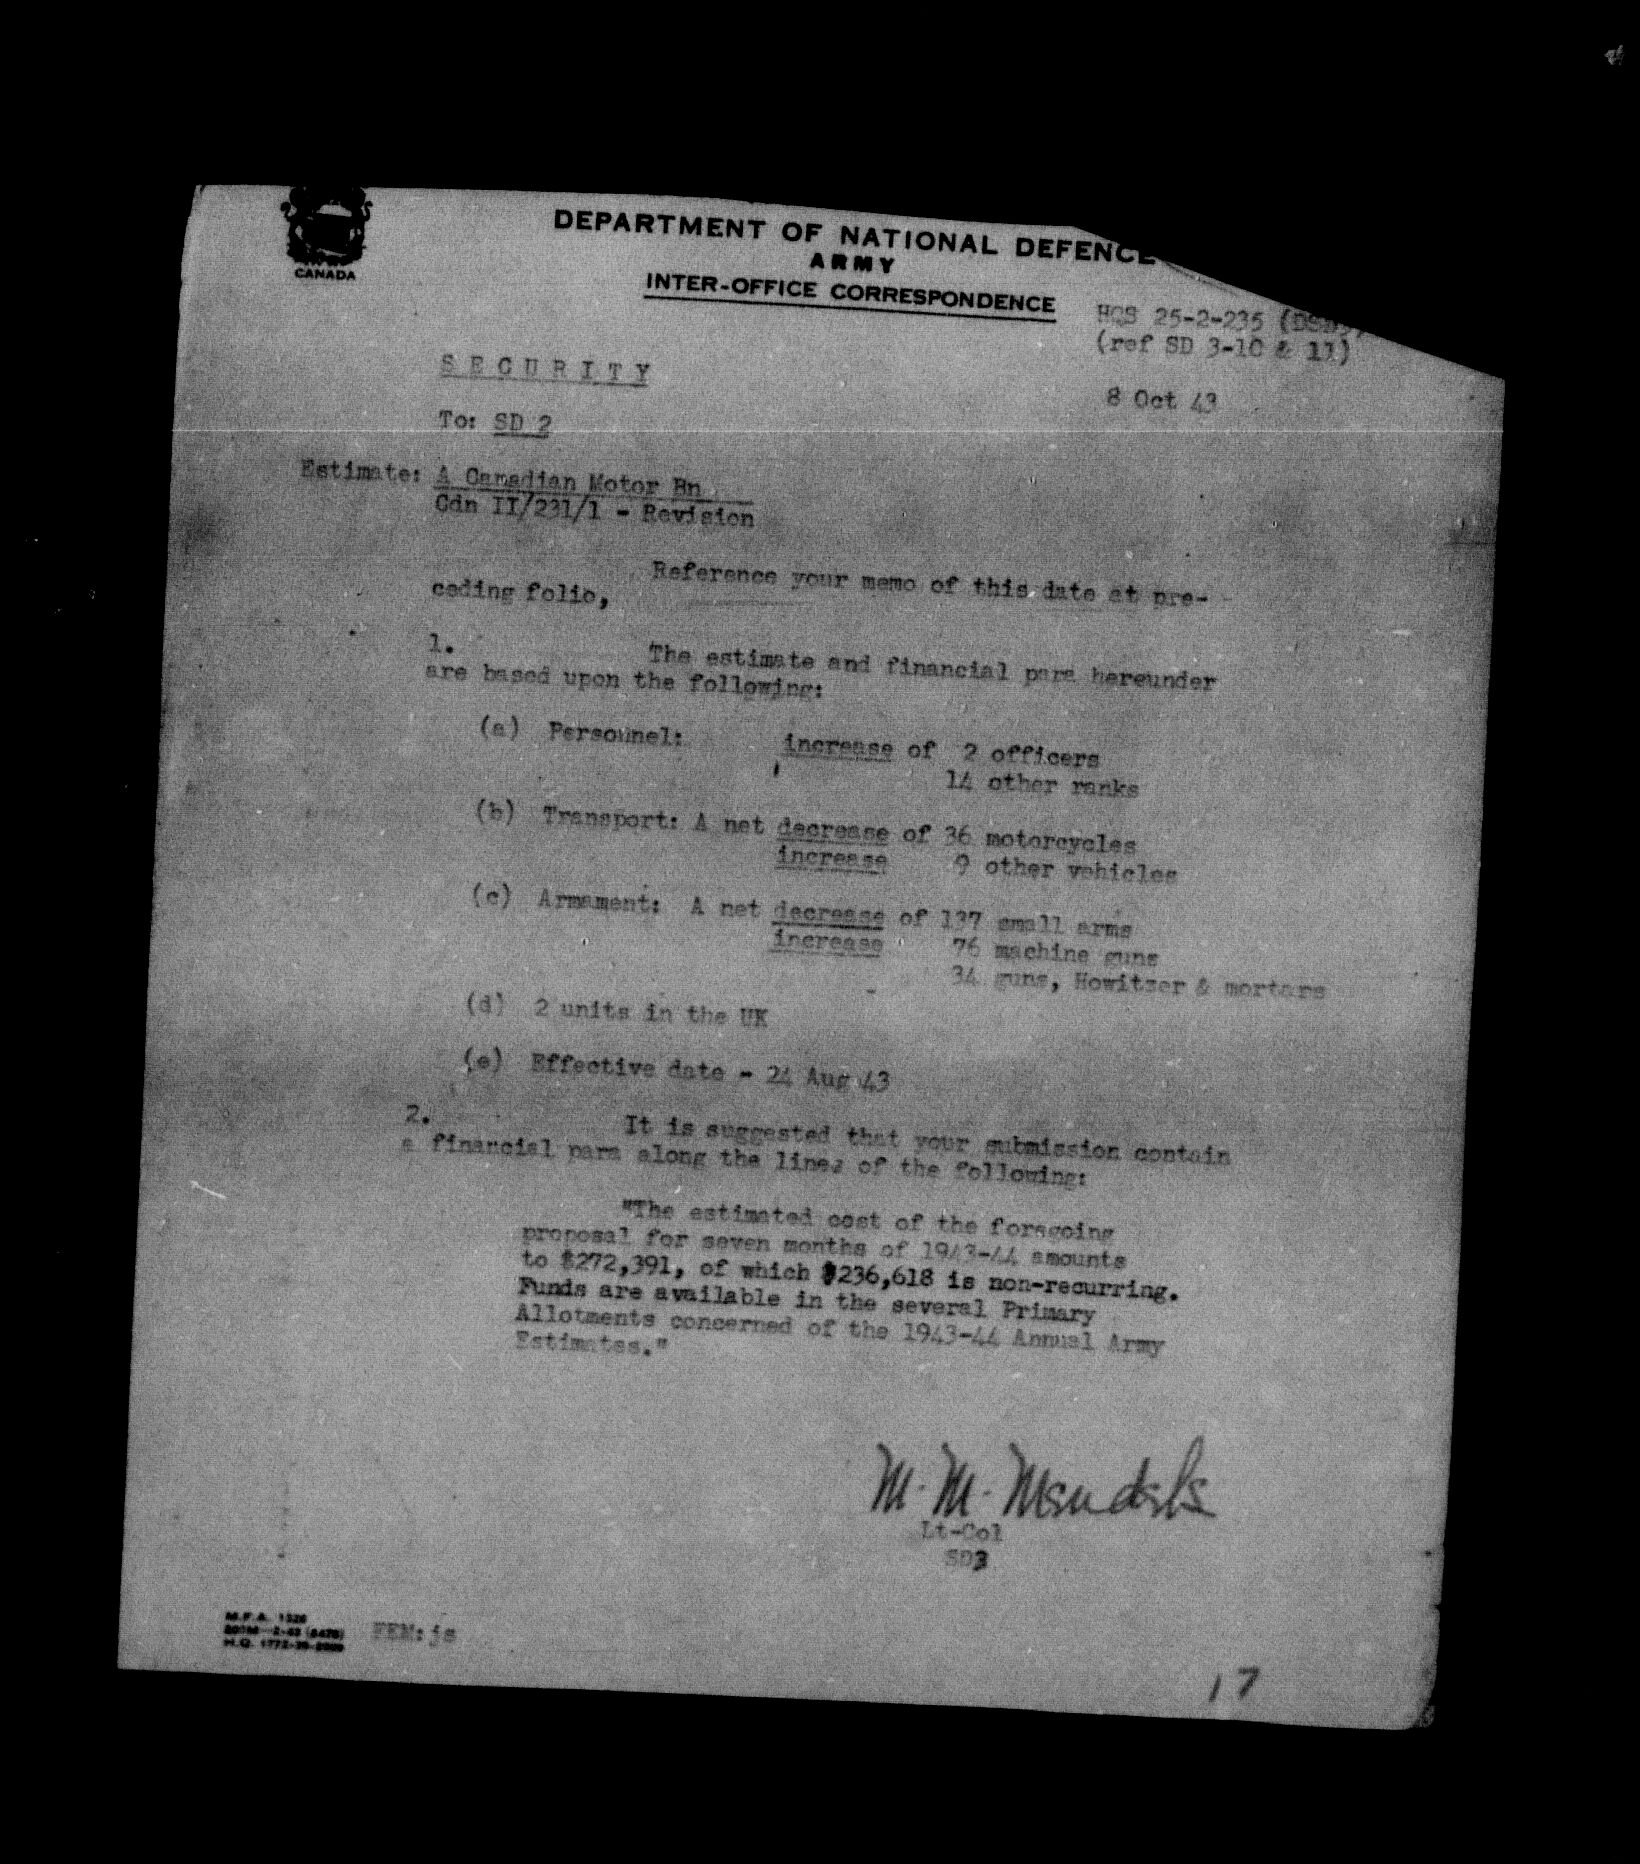 CANADA
DEPARTMENT OF NATIONAL DEFENCE
ARMY
INTER-OFFICE CORRESPONDENCE
HQS 25-2-235
(ref SD 3-10 & 11)
SECURITY
8 Oct 43
To: SD 2
Estimate: A Canadian Motor Bn
Cdn II/231/1 - Revision
Reference your memo of this date at pre-
ceding folio,
1. The estimate and financial para hereunder
are based upon the following:
(a) Personnel: increase of 2 officers
14 other ranks
(b) Transport: A net decrease of 36 motorcycles
increase 9 other vehicles
(c) Armament: A net decrease of 137 small arms
increase 76 machine guns
34 guns, Howitzer & mortars
(d) 2 units in the UK
(e) Effective date - 24 Aug 43
2. It is suggested that your submission contain
a financial para along the lines of the following:
"The estimated cost of the foregoing
proposal for seven months of 1943-44 amounts
to $272,391, of which $236,618 is non-recurring.
Funds are available in the several Primary
Allotments concerned of the 1943-44 Annual Army
Estimates."
M. M.
Lt-Col
SD3
M.F.A. 1326
FEM:js
17